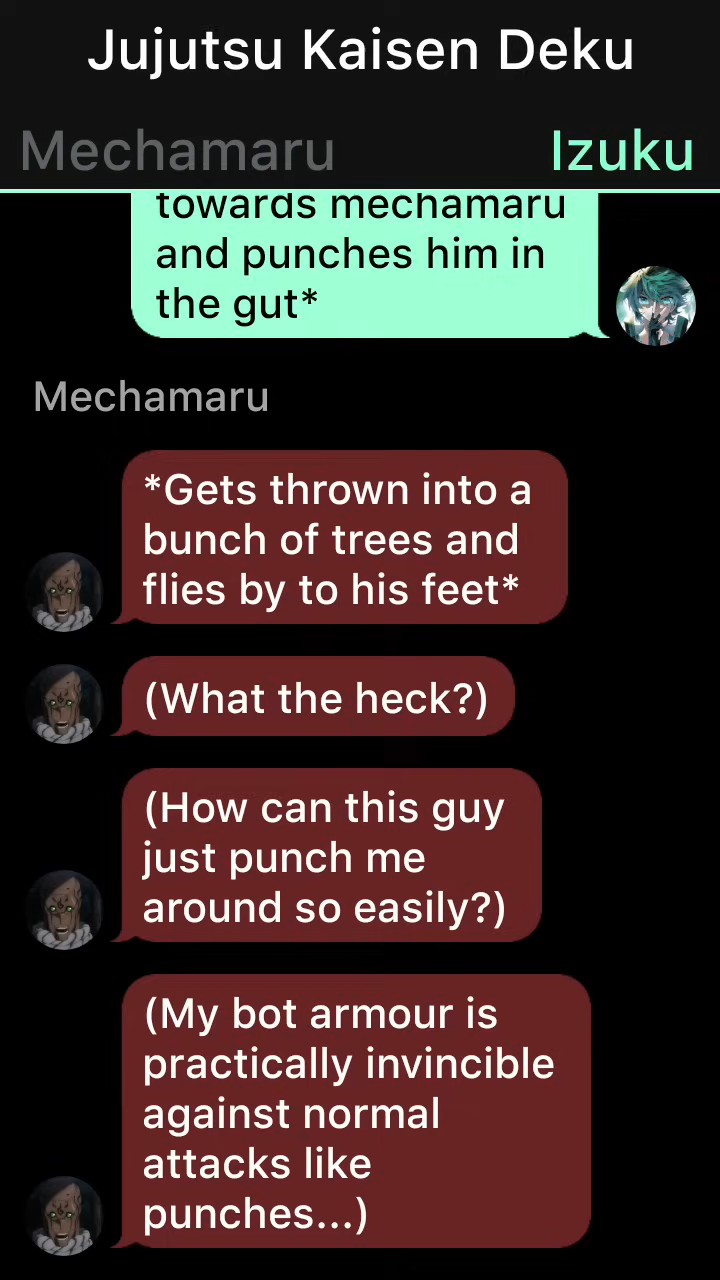 Jujutsu Kaisen Deku
Mechamaru Izuku
towards mechamaru
and punches him in
the gut*
Mechamaru
*Gets thrown into a
bunch of trees and
flies by to his feet*
(What the heck?)
(How can this guy
just punch me
around so easily?)
(My bot armour is
practically invincible
against normal
attacks like
punches...)